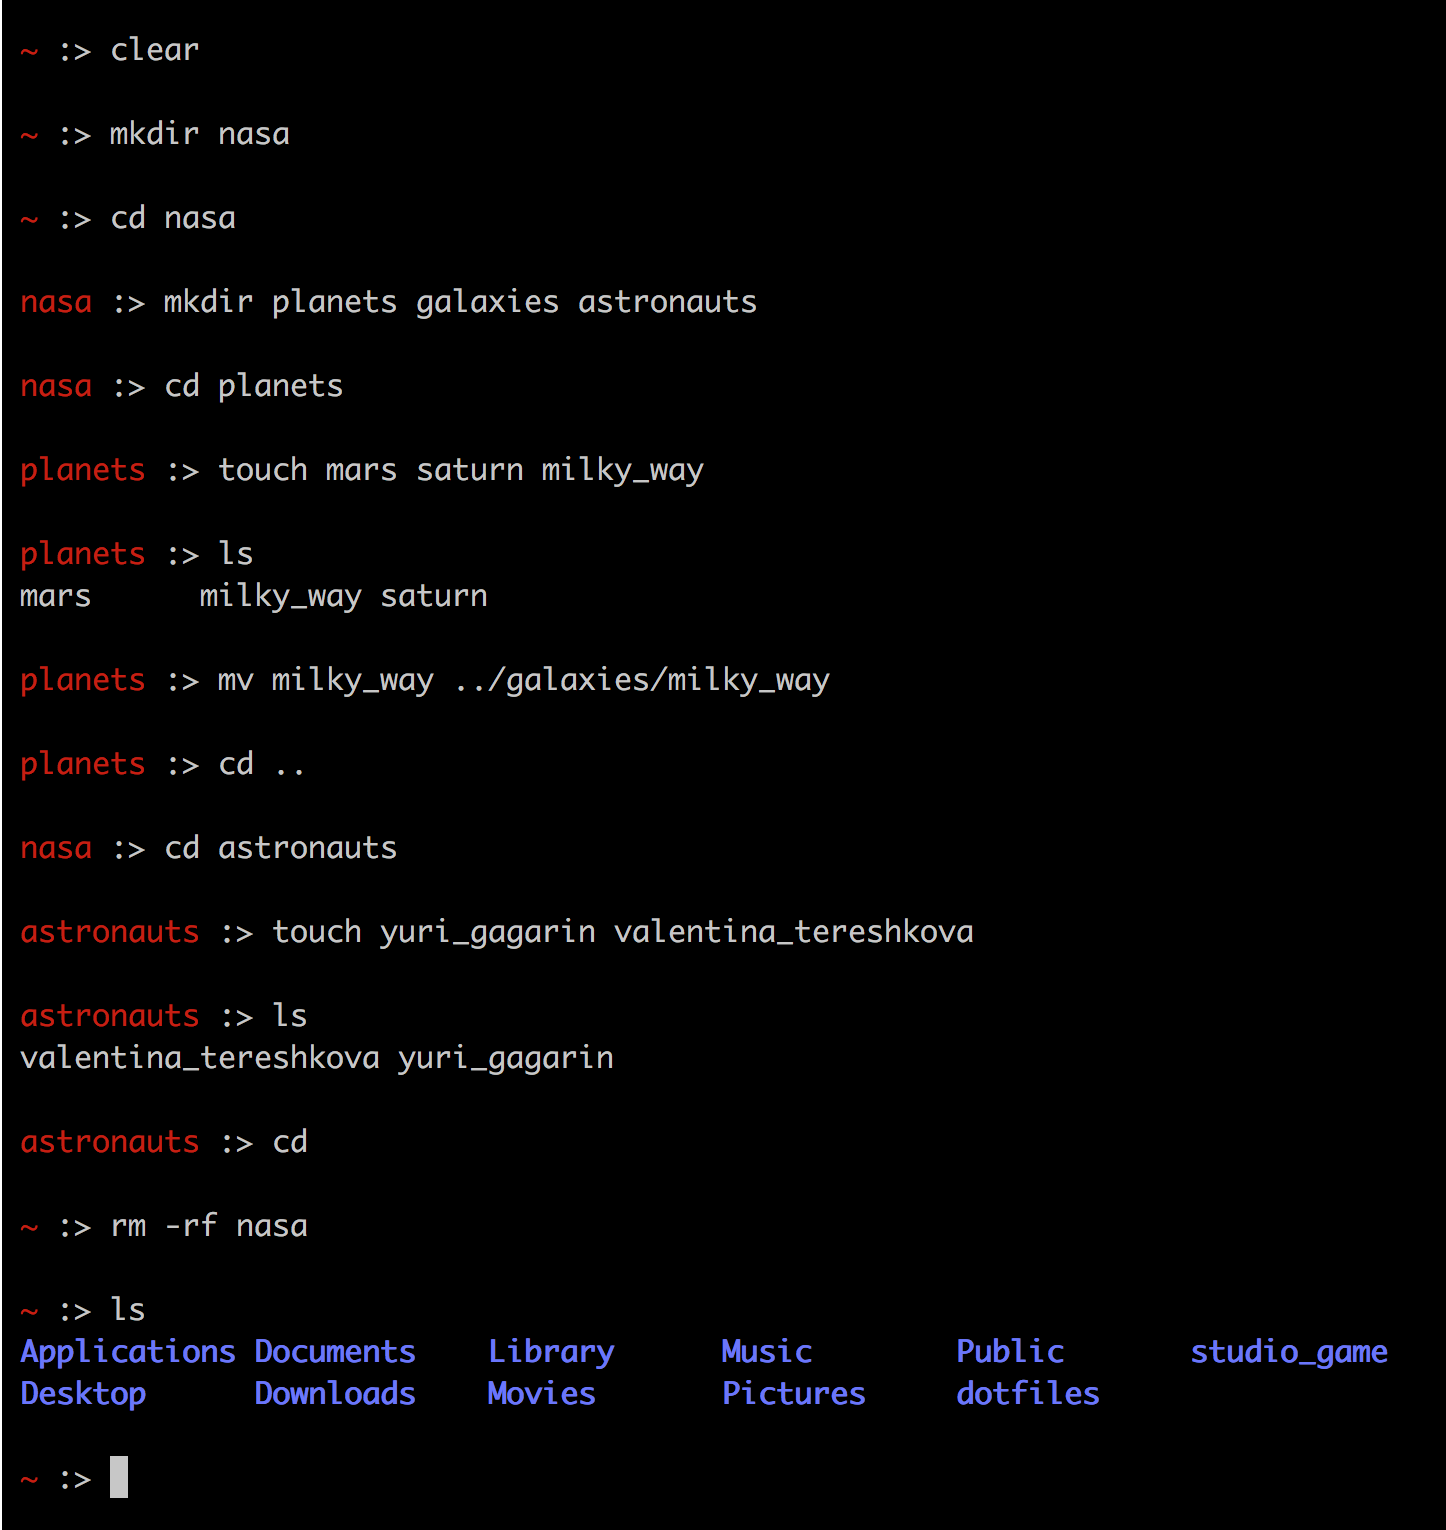 ~ :> clear
~ :> mkdir nasa
~ :> cd nasa
nasa :> mkdir planets galaxies astronauts
nasa :> cd planets
planets :> touch mars saturn milky_way
planets :> ls
mars      milky_way saturn
planets :> mv milky_way ../galaxies/milky_way
planets :> cd ..
nasa :> cd astronauts
astronauts :> touch yuri_gagarin valentina_tereshkova
astronauts :> ls
valentina_tereshkova yuri_gagarin
astronauts :> cd
~ :> rm -rf nasa
~ :> ls
Applications Documents    Library      Music        Public       studio_game
Desktop      Downloads    Movies       Pictures     dotfiles
~ :>